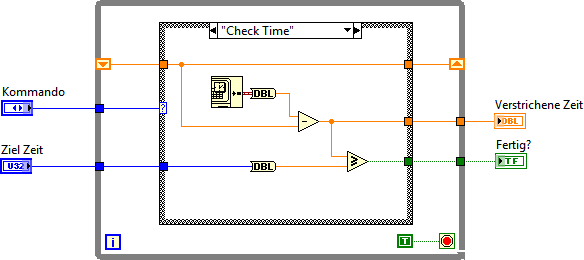 "Check Time"
Kommando
DBL
?
Verstrichene Zeit
DBL
Ziel Zeit
Fertig?
U32
DBL
TF
i
T